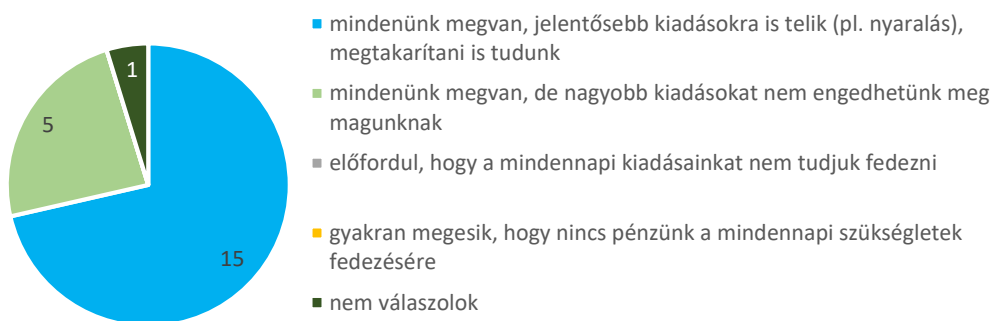 mindenünk megvan, jelentősebb kiadásokra is telik (pl. nyaralás),
megtakarítani is tudunk
1
mindenünk megvan, de nagyobb kiadásokat nem engedhetünk meg
magunknak
5
előfordul, hogy a mindennapi kiadásainkat nem tudjuk fedezni
gyakran megesik, hogy nincs pénzünk a mindennapi szükségletek
fedezésére
15
nem válaszolok